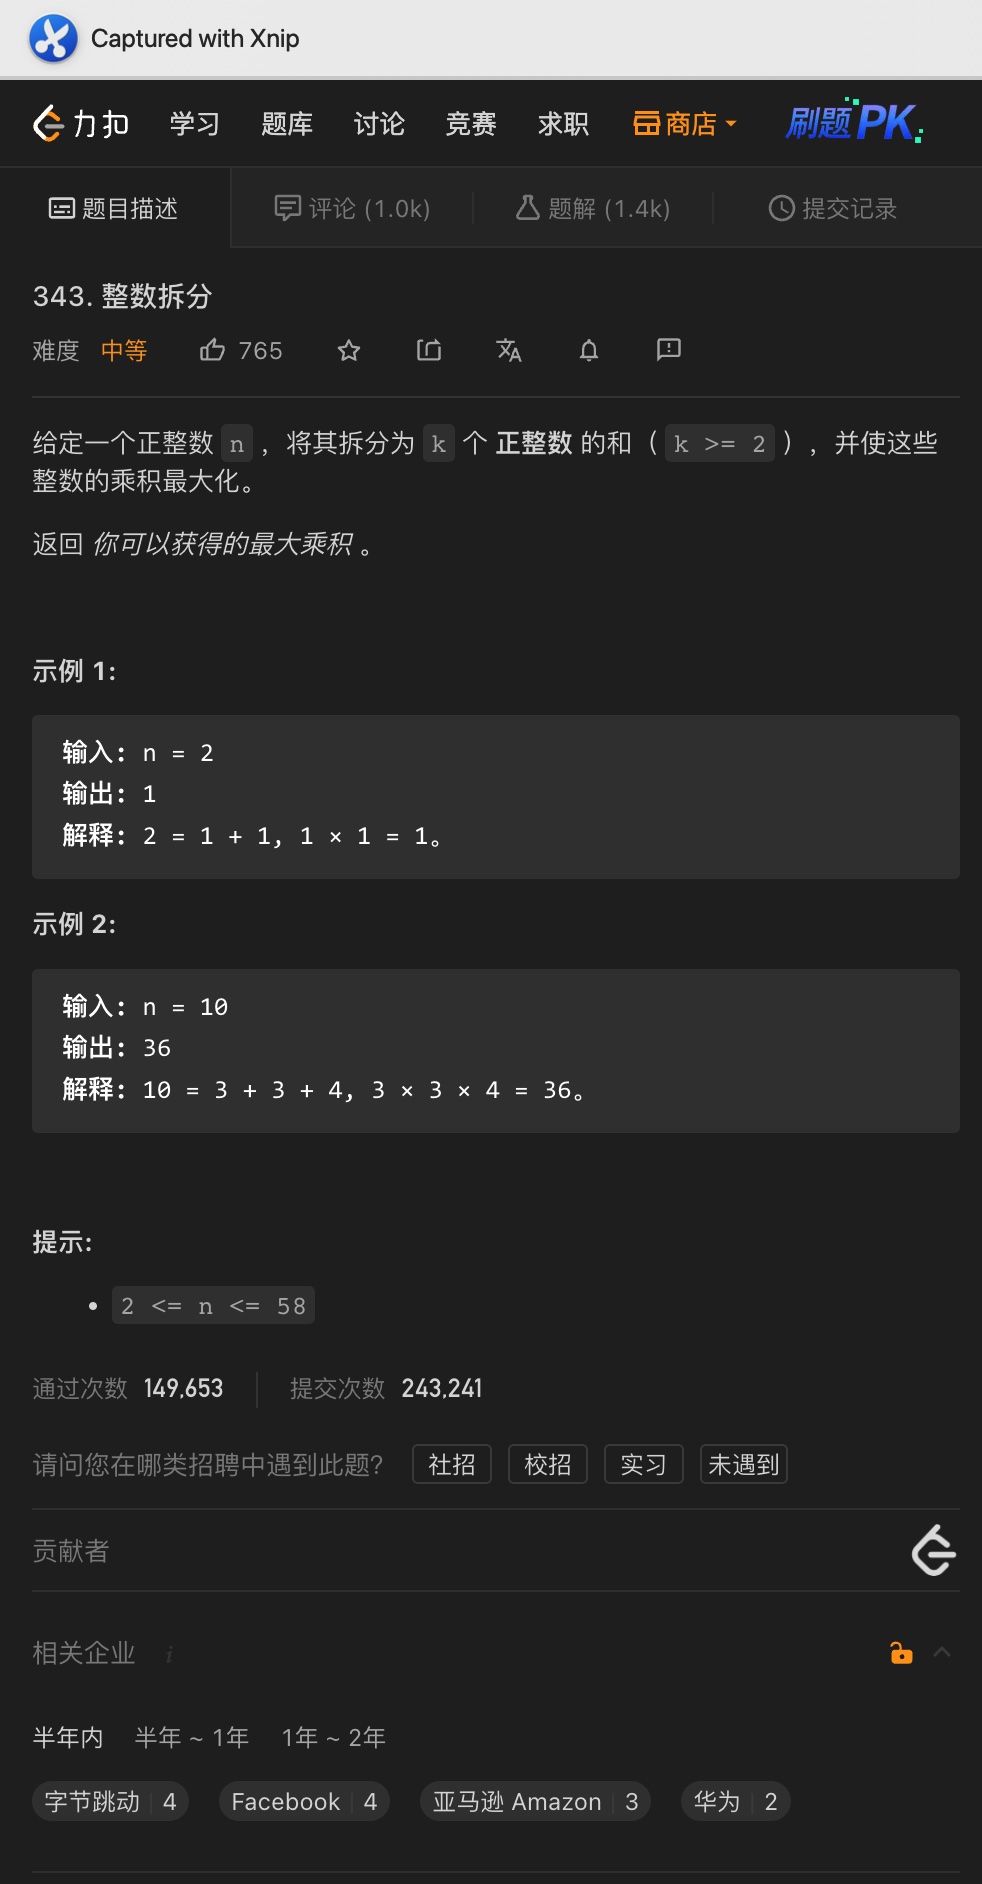 Captured with Xnip
力扣 学习 题库 讨论 竞赛 求职 商店 刷题PK
题目描述 评论 (1.0k) 题解 (1.4k) 提交记录
343. 整数拆分
难度 中等 765
给定一个正整数 n ，将其拆分为 k 个 正整数 的和（ k >= 2 ），并使这些
整数的乘积最大化。
返回 你可以获得的最大乘积 。
示例 1:
输入: n = 2
输出: 1
解释: 2 = 1 + 1, 1 × 1 = 1。
示例 2:
输入: n = 10
输出: 36
解释: 10 = 3 + 3 + 4, 3 × 3 × 4 = 36。
提示:
• 2 <= n <= 58
通过次数 149,653 提交次数 243,241
请问您在哪类招聘中遇到此题? 社招 校招 实习 未遇到
贡献者
相关企业 i
半年内 半年 ~ 1年 1年 ~ 2年
字节跳动 4 Facebook 4 亚马逊 Amazon 3 华为 2